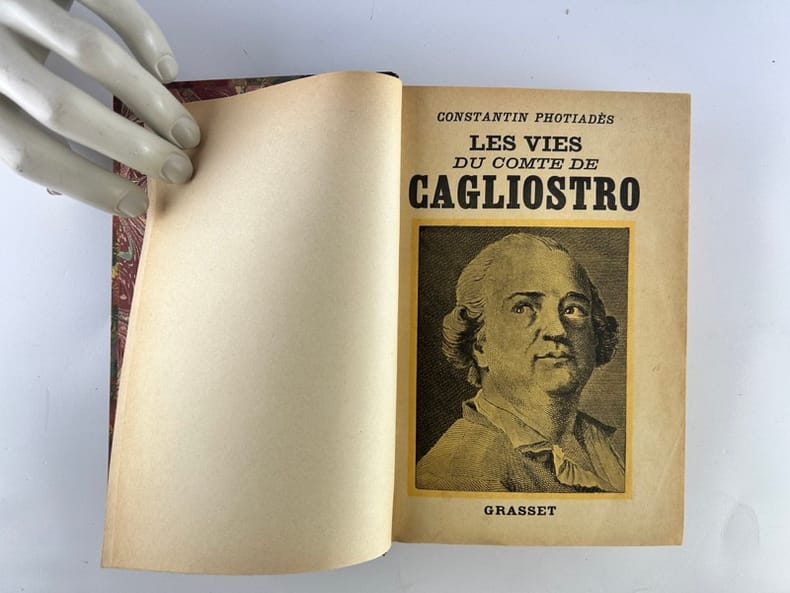 CONSTANTIN PHOTIADÈS
LES VIES
DU COMTE DE
CAGLIOSTRO
GRASSET